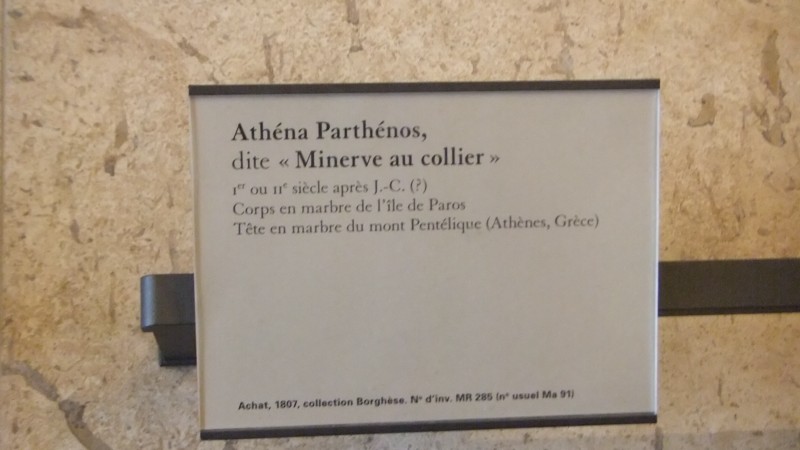 Athéna Parthénos,
dite « Minerve au collier »
Ier ou IIe siècle après J.-C. (?)
Corps en marbre de l'île de Paros
Tête en marbre du mont Pentélique (Athènes, Grèce)
Achat, 1807, collection Borghèse. N° d'inv. MR 285 (n° usuel Ma 91)